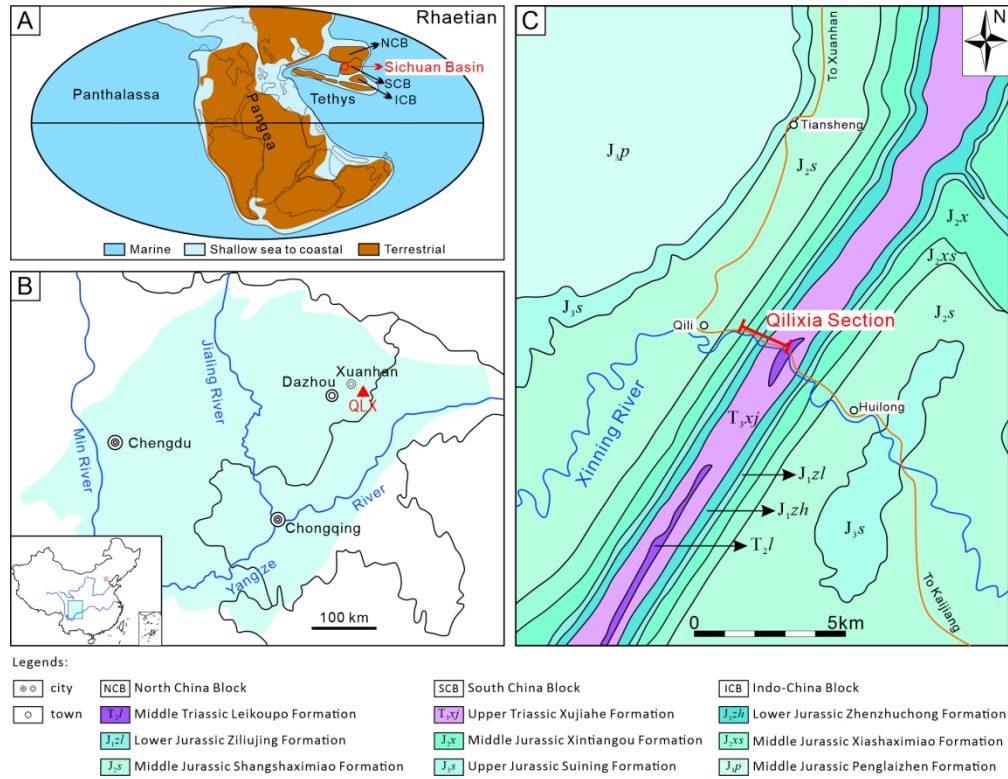 A
Rhaetian
NCB
Sichuan Basin
SCB
ICB
Panthalassa
Pangea
Tethys
Marine
Shallow sea to coastal
Terrestrial
B
Jialing River
Xuanhan
Dazhou
QLX
Min River
Chengdu
River
Chongqing
Yangtze
100 km
C
N
To Xuanhan
Tiansheng
J₃p
J₂s
J₂x
J₂xs
J₃s
J₂s
Qili
Qilixia Section
Xinning River
T₃xj
Huilong
J₁zl
J₁zh
J₃s
T₂l
To Kaijiang
0 5km
Legends:
city
NCB North China Block
SCB South China Block
ICB Indo-China Block
town
T₂l Middle Triassic Leikoupo Formation
T₃xj Upper Triassic Xujiahe Formation
J₁zh Lower Jurassic Zhenzhuchong Formation
J₁zl Lower Jurassic Ziliujing Formation
J₂x Middle Jurassic Xintiangou Formation
J₂xs Middle Jurassic Xiashaximiao Formation
J₂s Middle Jurassic Shangshaximiao Formation
J₃s Upper Jurassic Suining Formation
J₃p Middle Jurassic Penglaizhen Formation